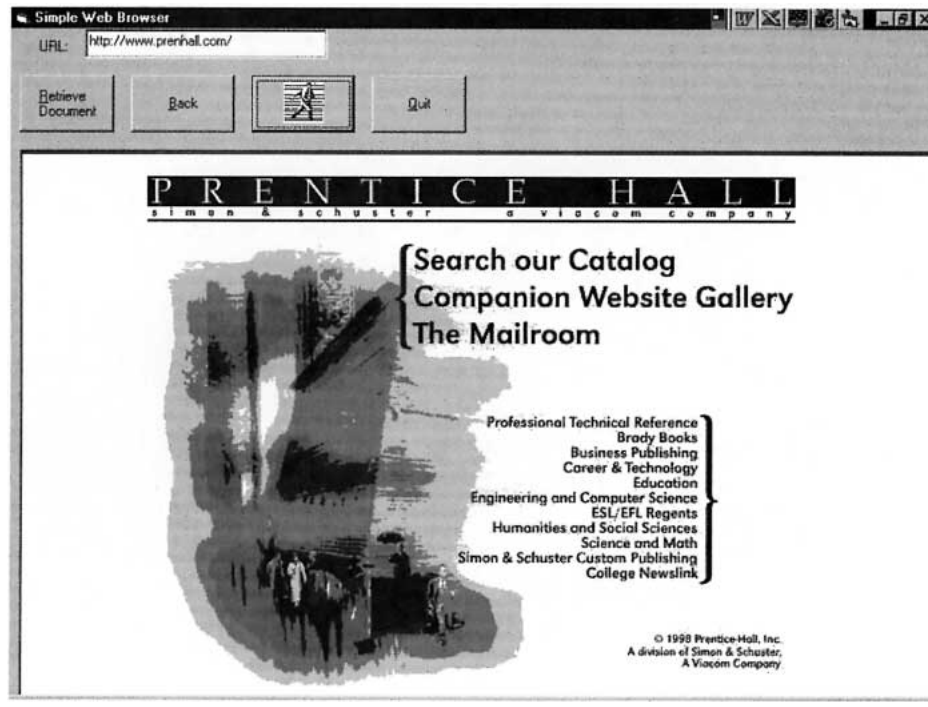 Simple Web Browser
URL: http://www.prenhall.com/
Retrieve Document
Back
Quit
PRENTICE HALL
simon & schuster a viacom company
Search our Catalog
Companion Website Gallery
The Mailroom
Professional Technical Reference
Brady Books
Business Publishing
Career & Technology
Education
Engineering and Computer Science
ESL/EFL Regents
Humanities and Social Sciences
Science and Math
Simon & Schuster Custom Publishing
College Newslink
© 1998 Prentice-Hall, Inc.
A division of Simon & Schuster,
A Viacom Company